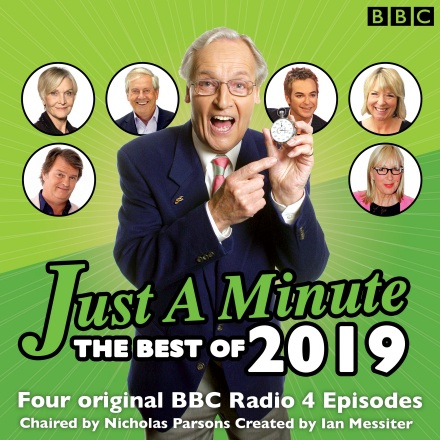 BBC
Just A Minute
THE BEST OF 2019
Four original BBC Radio 4 Episodes
Chaired by Nicholas Parsons Created by Ian Messiter